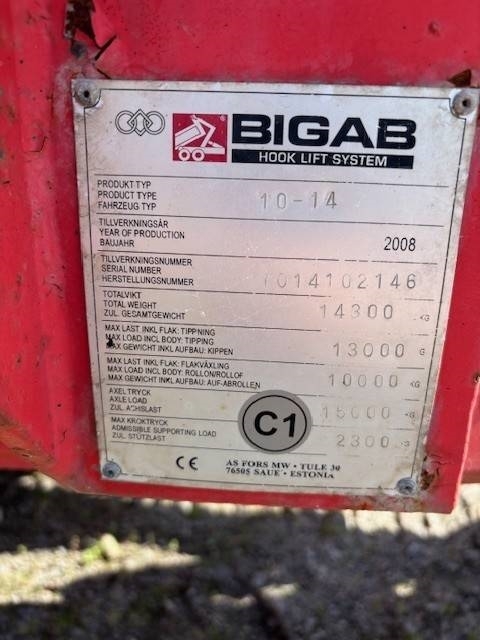 BIGAB
HOOK LIFT SYSTEM
PRODUKT TYP
PRODUCT TYPE
FAHRZEUG TYP
10-14
TILLVERKNINGSÅR
YEAR OF PRODUCTION
BAUJAHR
2008
TILLVERKNINGSNUMMER
SERIAL NUMBER
HERSTELLUNGSNUMMER
7014102146
TOTALVIKT
TOTAL WEIGHT
ZUL. GESAMTGEWICHT
14300 KG
MAX LAST INKL FLAK: TIPPNING
MAX LOAD INCL BODY: TIPPING
MAX GEWICHT INKL AUFBAU: KIPPEN
13000 G
MAX LAST INKL FLAK: FLAKVÄXLING
MAX LOAD INCL BODY: ROLLON/ROLLOF
MAX GEWICHT INKL AUFBAU: AUF-ABROLLEN
10000 G
AXELTRYCK
AXLE LOAD
ZUL. ACHSLAST
15000 KG
MAX KROKTRYCK
ADMISSIBLE SUPPORTING LOAD
ZUL. STÜTZLAST
2300 G
C1
CE
AS FORS MW • TULE 30
76505 SAUE • ESTONIA